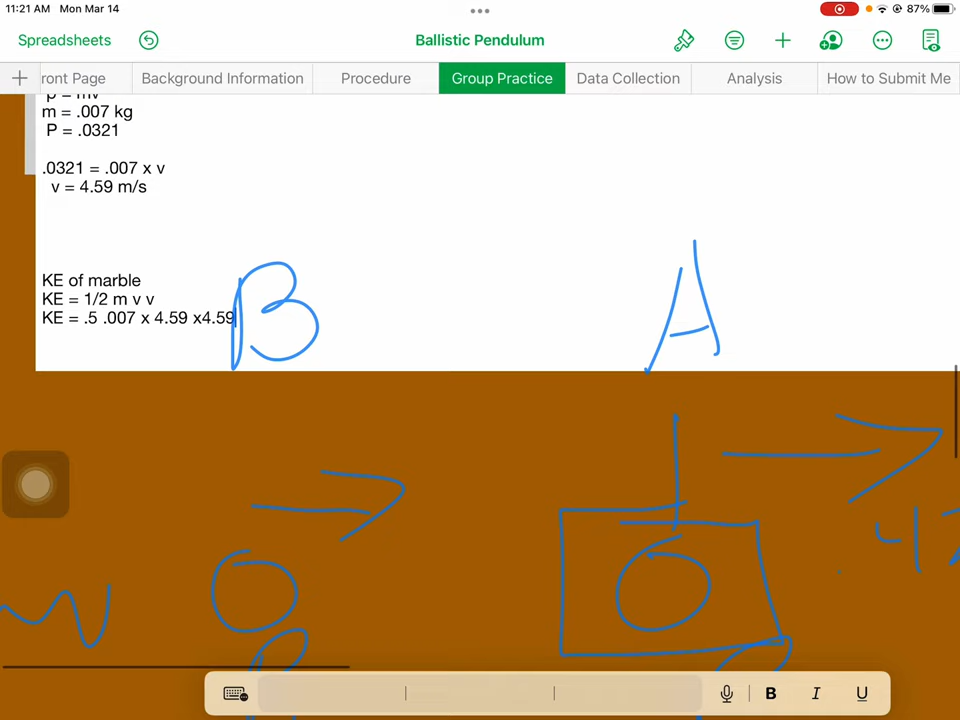 11:21 AM Mon Mar 14
87%
Spreadsheets
Ballistic Pendulum
ront Page
Background Information
Procedure
Group Practice
Data Collection
Analysis
How to Submit Me
p = mv
m = .007 kg
P = .0321
.0321 = .007 x v
v = 4.59 m/s
KE of marble
KE = 1/2 m v v
KE = .5 .007 x 4.59 x4.59
B
A
B I U